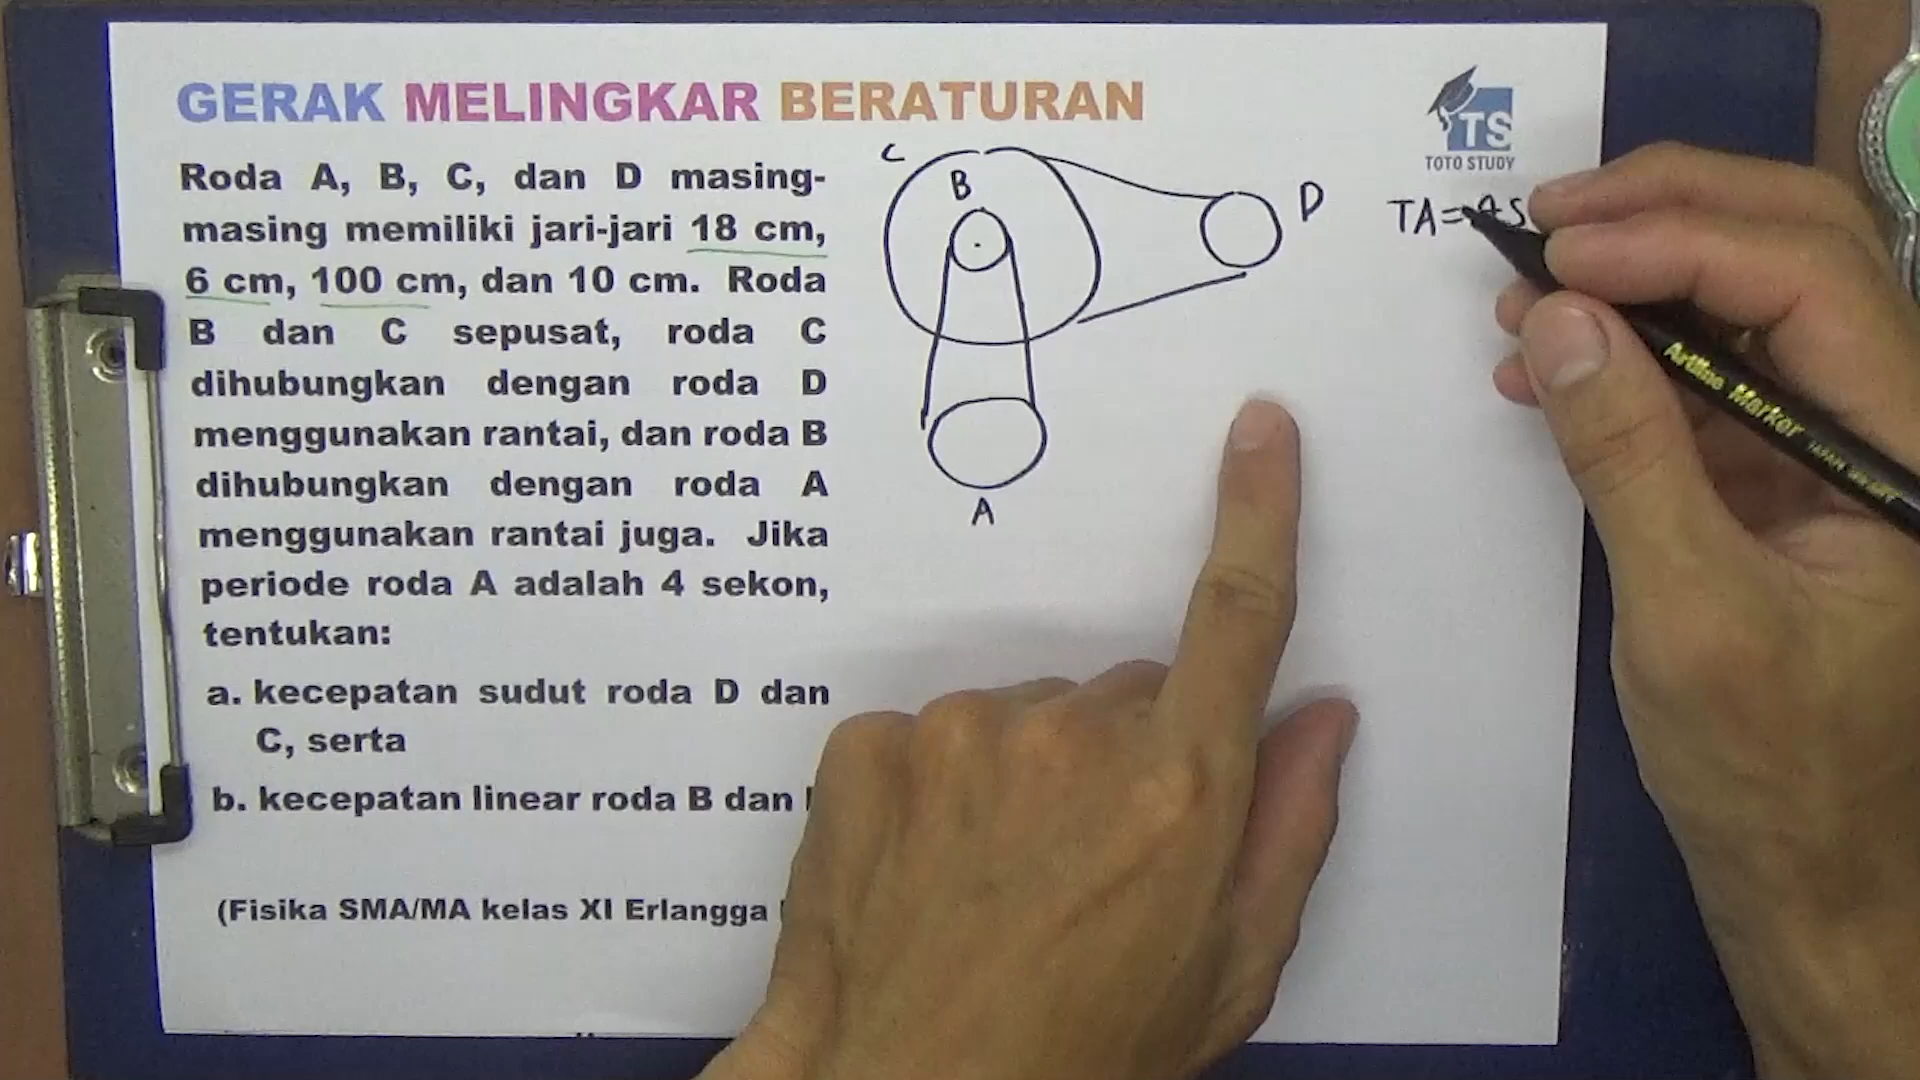 GERAK MELINGKAR BERATURAN
TS
TOTO STUDY
Roda A, B, C, dan D masing-
masing memiliki jari-jari 18 cm,
6 cm, 100 cm, dan 10 cm. Roda
B dan C sepusat, roda C
dihubungkan dengan roda D
menggunakan rantai, dan roda B
dihubungkan dengan roda A
menggunakan rantai juga. Jika
periode roda A adalah 4 sekon,
tentukan:
a. kecepatan sudut roda D dan
C, serta
b. kecepatan linear roda B dan
(Fisika SMA/MA kelas XI Erlangga
C
B
D
A
TA=4S
Artline Marker